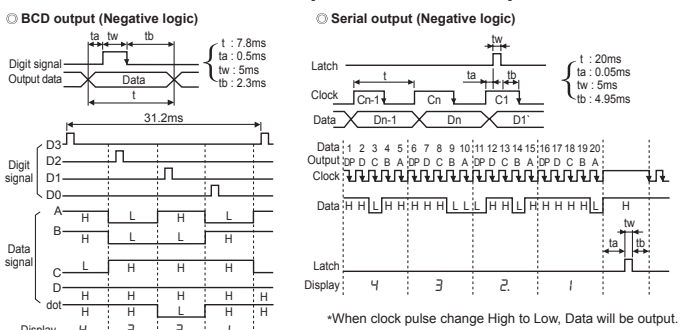 ◎ BCD output (Negative logic)
ta tw tb
Digit signal
Output data
Data
t
t : 7.8ms
ta : 0.5ms
tw : 5ms
tb : 2.3ms
31.2ms
Digit signal
D3
D2
D1
D0
Data signal
A H L H L
B H L L H
C L H H H
D H H H H H
dot H H L H H
Display
◎ Serial output (Negative logic)
tw
Latch
t ta tb
Clock Cn-1 Cn C1
Data Dn-1 Dn D1`
t : 20ms
ta : 0.05ms
tw : 5ms
tb : 4.95ms
Data 1 2 3 4 5 6 7 8 9 10 11 12 13 14 15 16 17 18 19 20
Output DP D C B A DP D C B A DP D C B A DP D C B A
Clock
Data H H L H H H H H L L L H H L H H H H H L H
tw
ta tb
Latch
Display 4 3 2. 1
*When clock pulse change High to Low, Data will be output.